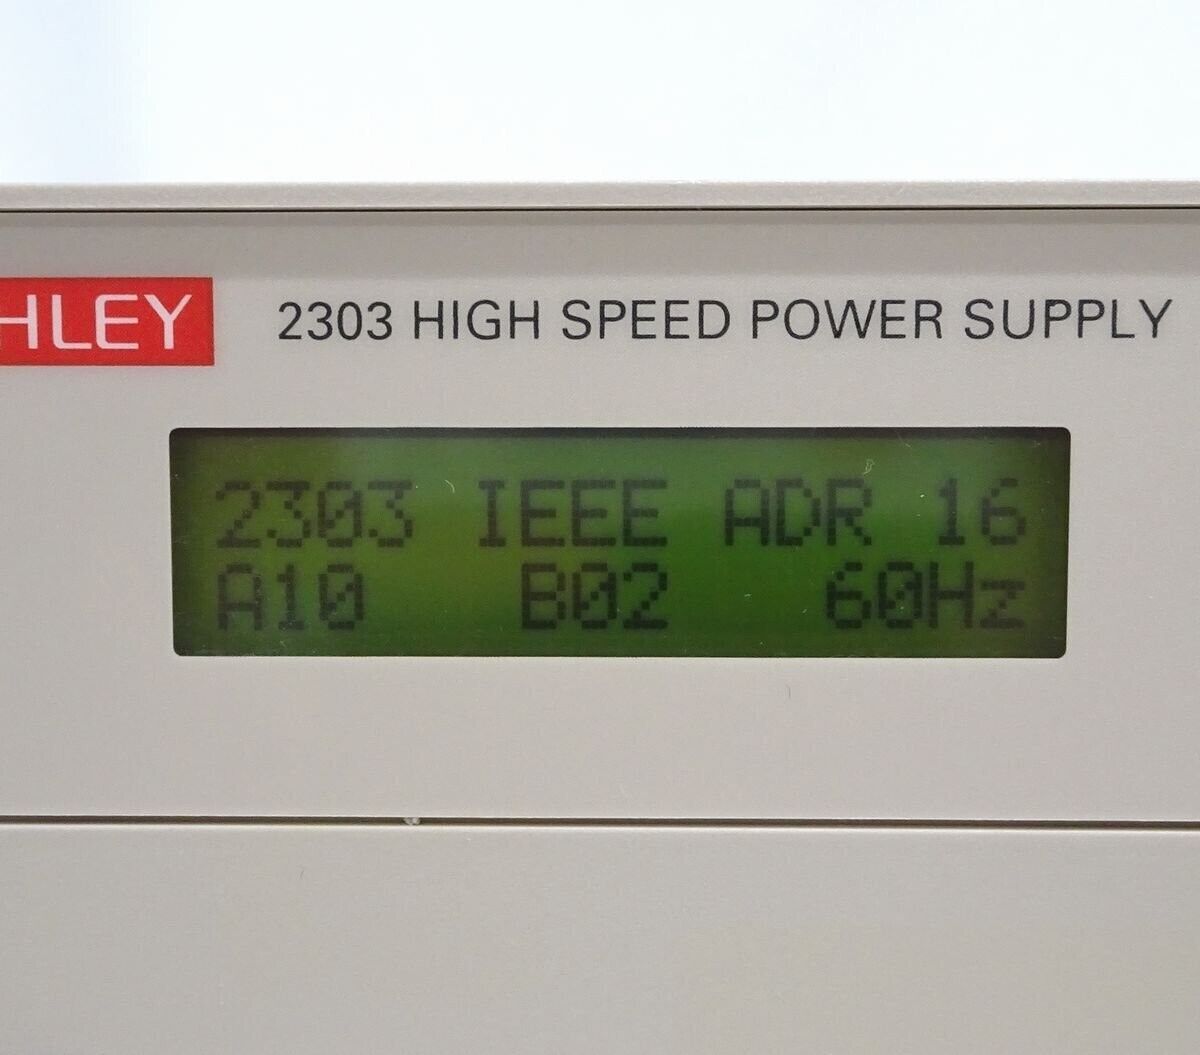 HLEY
2303 HIGH SPEED POWER SUPPLY
2303 IEEE ADR 16
A10 B02 60Hz